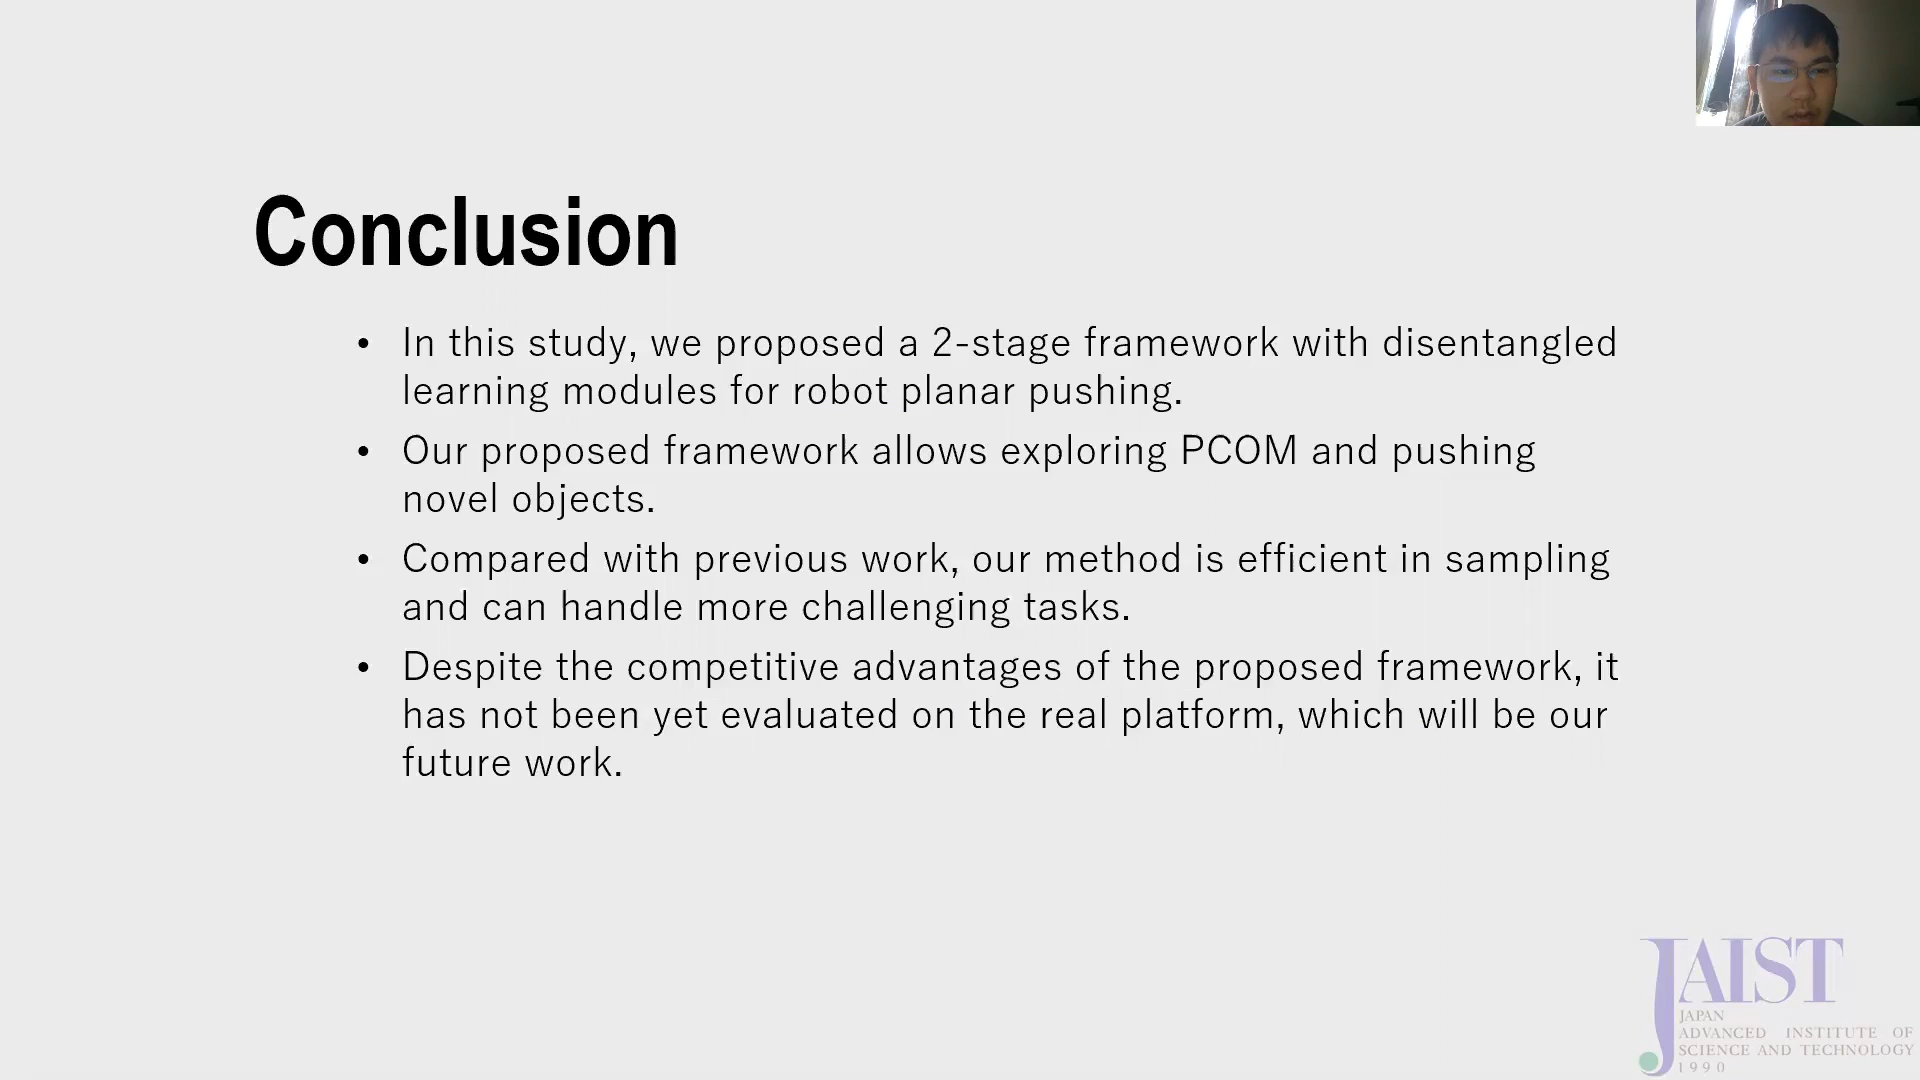 Conclusion
• In this study, we proposed a 2-stage framework with disentangled
learning modules for robot planar pushing.
• Our proposed framework allows exploring PCOM and pushing
novel objects.
• Compared with previous work, our method is efficient in sampling
and can handle more challenging tasks.
• Despite the competitive advantages of the proposed framework, it
has not been yet evaluated on the real platform, which will be our
future work.
JAIST
JAPAN
ADVANCED INSTITUTE OF
SCIENCE AND TECHNOLOGY
1990